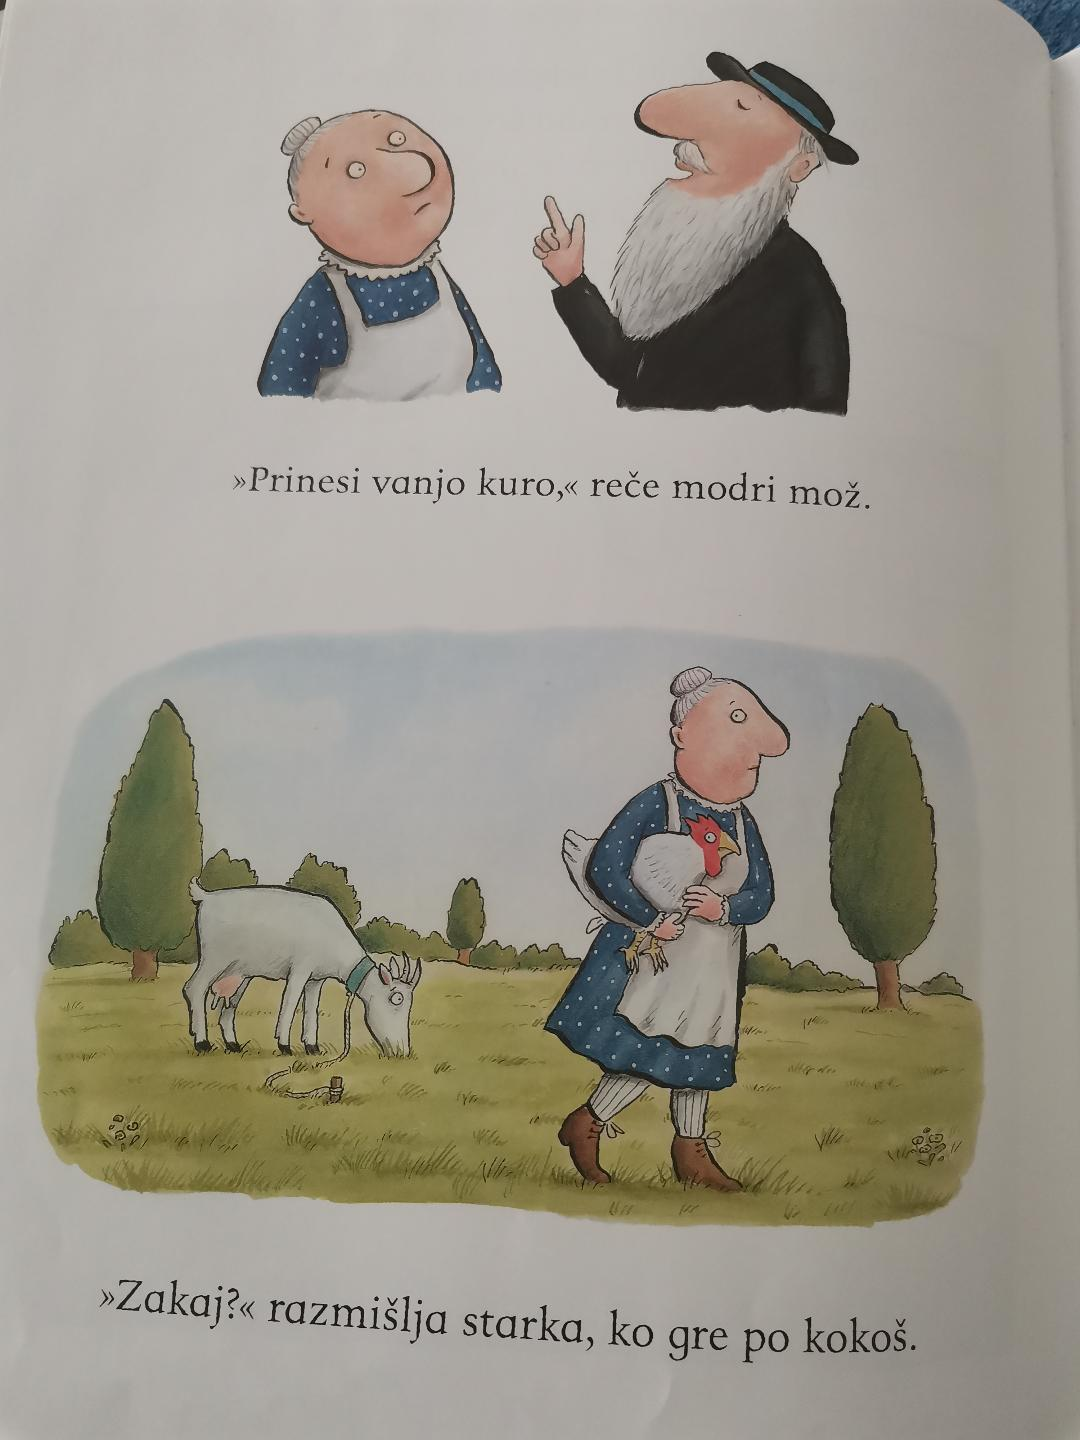 »Prinesi vanjo kuro,« reče modri mož.
»Zakaj?« razmišlja starka, ko gre po kokoš.